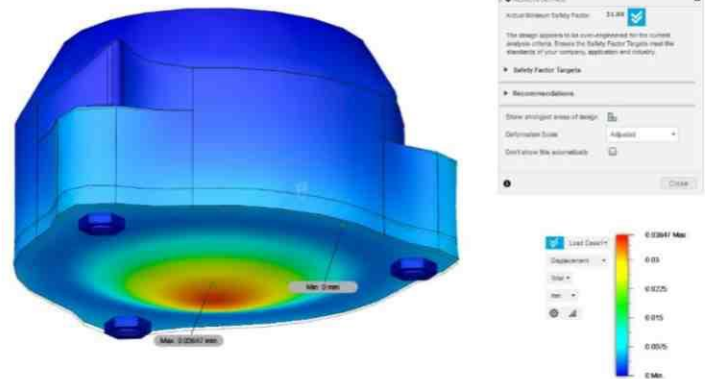 Actual Minimum Safety Factor
The design appears to be over-engineered for the current
analysis criteria. Ensure the Safety Factor Targets meet the
standards of your company, application and industry.
Safety Factor Targets
Recommendations
Show strongest areas of design
Deformation Scale Adjusted
Don't show this automatically
Close
Min: 0 mm
Max: 0.03647 mm
Load Case1
Displacement
Total
mm
0.03647 Max
0.03
0.0225
0.015
0.0075
0 Min